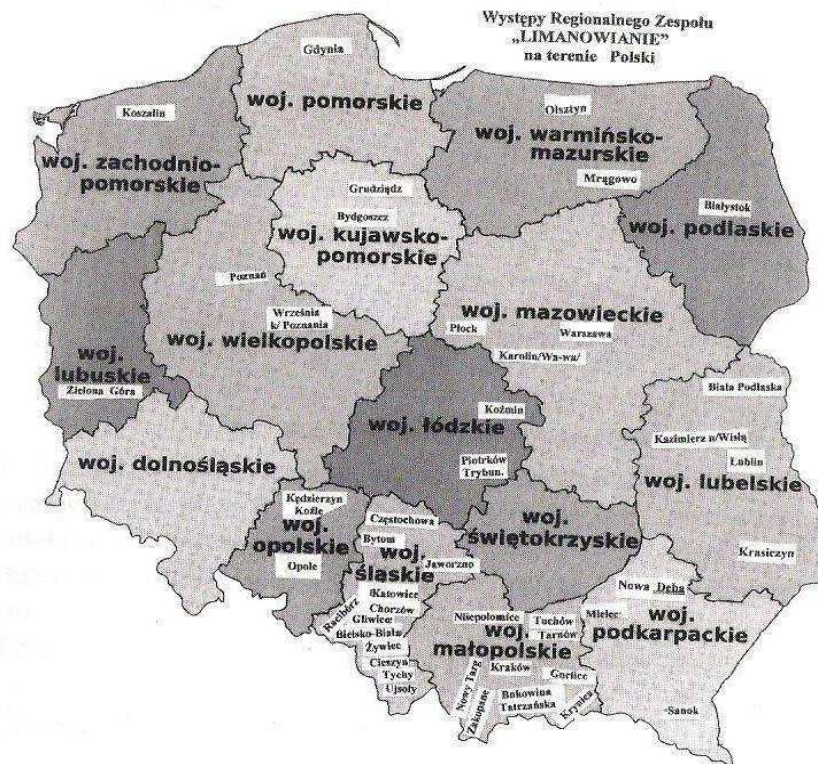 Występy Regionalnego Zespołu
„LIMANOWIANIE”
na terenie Polski
Gdynia
woj. pomorskie
Koszalin
woj. zachodnio-
pomorskie
Olsztyn
woj. warmińsko-
mazurskie
Mrągowo
Białystok
woj. podlaskie
Grudziądz
Bydgoszcz
woj. kujawsko-
pomorskie
Poznań
Września
k/ Poznania
woj. wielkopolskie
woj. mazowieckie
Płock
Warszawa
Karolin/Wa-wa/
woj.
lubuskie
Zielona Góra
Biała Podlaska
Kazimierz n/Wisłą
Lublin
woj. lubelskie
Krasiczyn
Koźmin
woj. łódzkie
Piotrków
Trybun.
woj. dolnośląskie
Kędzierzyn
Koźle
woj.
opolskie
Opole
Częstochowa
Bytom
woj.
śląskie
Jaworzno
Katowice
Racibórz
Chorzów
Gliwice
Bielsko-Biała
Żywiec
Cieszyn
Tychy
Ujsoły
woj.
świętokrzyskie
Niepołomice
Tuchów
Tarnów
woj.
małopolskie
Kraków
Gorlice
Nowy Targ
Zakopane
Bukowina
Tatrzańska
Krynica
Nowa Dęba
Mielec
woj.
podkarpackie
Sanok